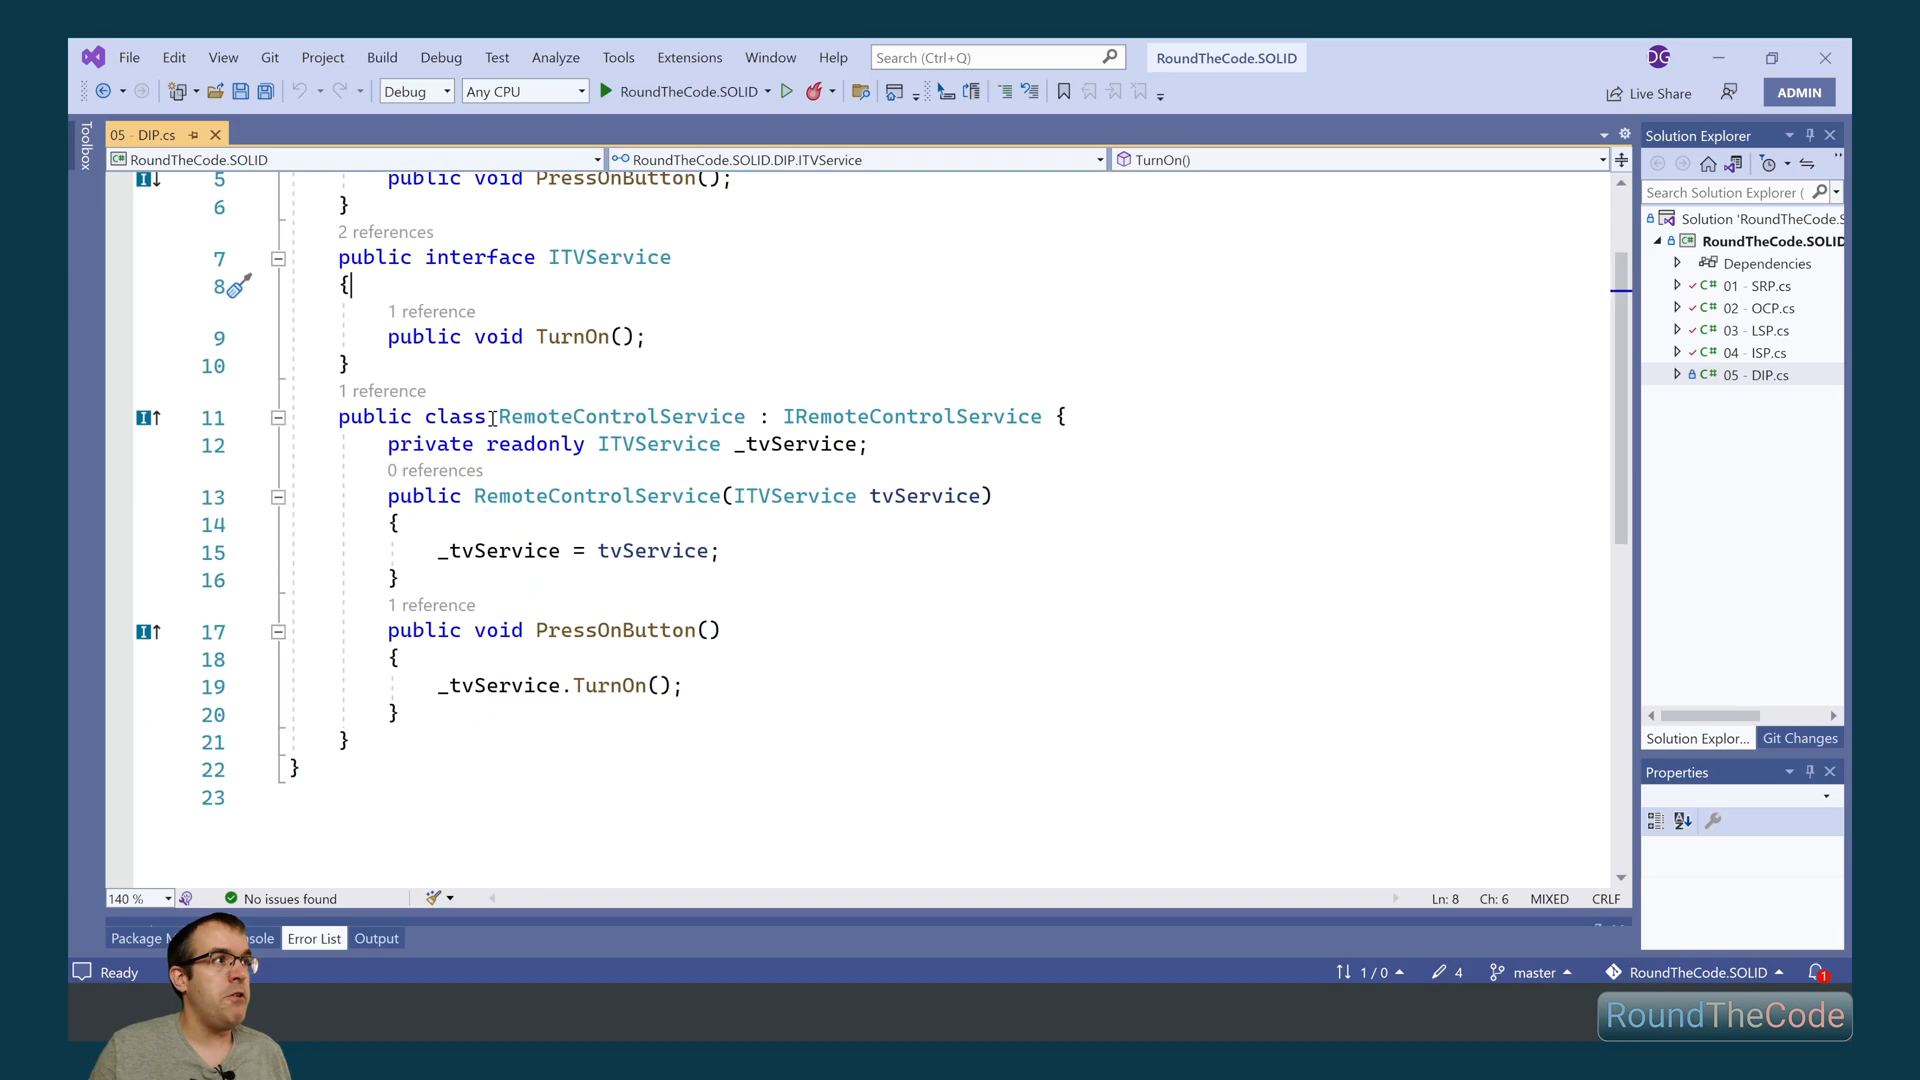 File Edit View Git Project Build Debug Test Analyze Tools Extensions Window Help Search (Ctrl+Q) RoundTheCode.SOLID DG
Debug Any CPU RoundTheCode.SOLID Live Share ADMIN
Toolbox
05 - DIP.cs
RoundTheCode.SOLID RoundTheCode.SOLID.DIP.ITVService TurnOn()
5 public void PressOnButton();
6 }
2 references
7 public interface ITVService
8 {
1 reference
9 public void TurnOn();
10 }
1 reference
11 public class RemoteControlService : IRemoteControlService {
12 private readonly ITVService _tvService;
0 references
13 public RemoteControlService(ITVService tvService)
14 {
15 _tvService = tvService;
16 }
1 reference
17 public void PressOnButton()
18 {
19 _tvService.TurnOn();
20 }
21 }
22 }
23
140 % No issues found Ln: 8 Ch: 6 MIXED CRLF
Solution Explorer
Search Solution Explorer (
Solution 'RoundTheCode.S
RoundTheCode.SOLID
Dependencies
C# 01 - SRP.cs
C# 02 - OCP.cs
C# 03 - LSP.cs
C# 04 - ISP.cs
C# 05 - DIP.cs
Solution Explor... Git Changes
Properties
Package M sole Error List Output
Ready 1 / 0 4 master RoundTheCode.SOLID 1
RoundTheCode